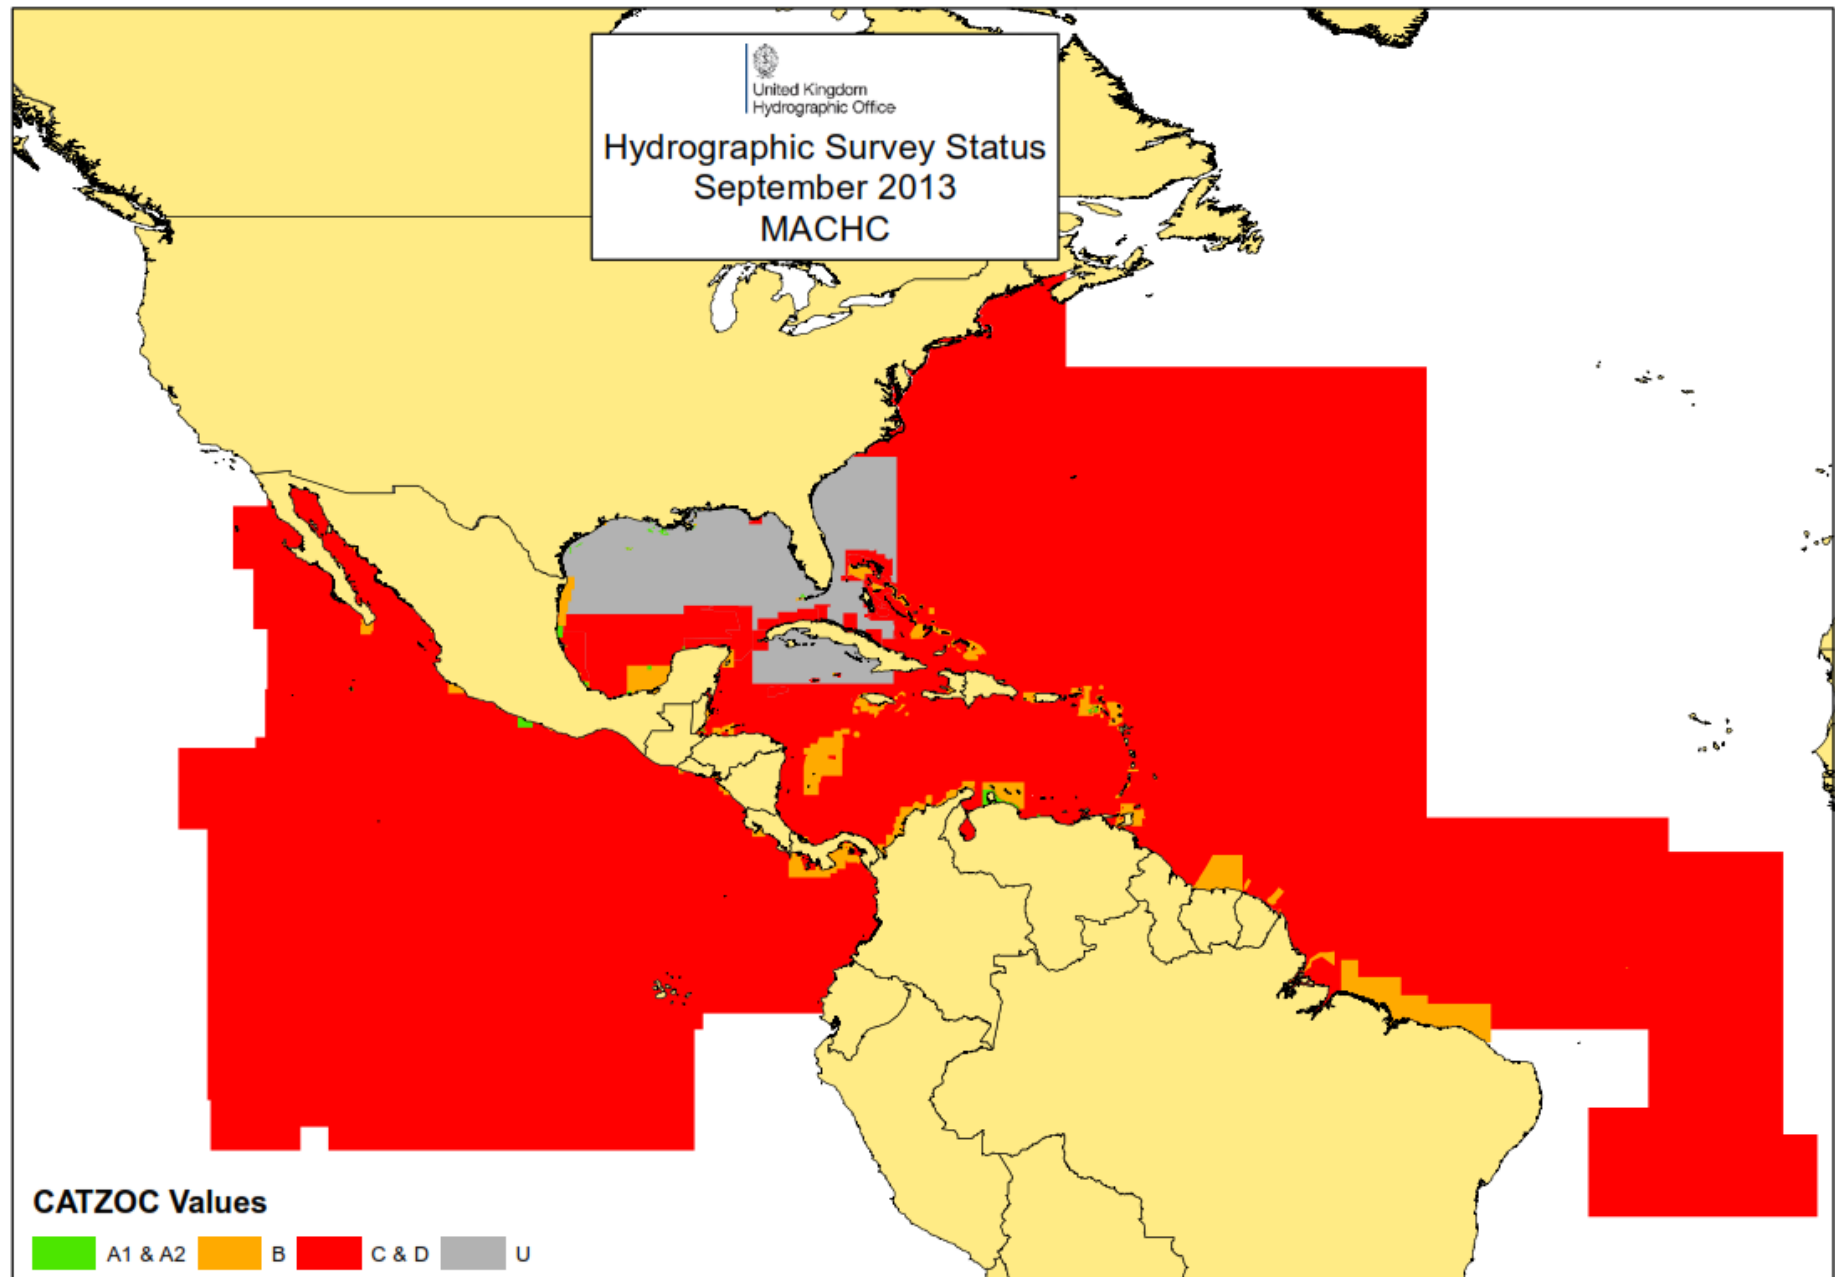 United Kingdom
Hydrographic Office
Hydrographic Survey Status
September 2013
MACHC
CATZOC Values
A1 & A2
B
C & D
U